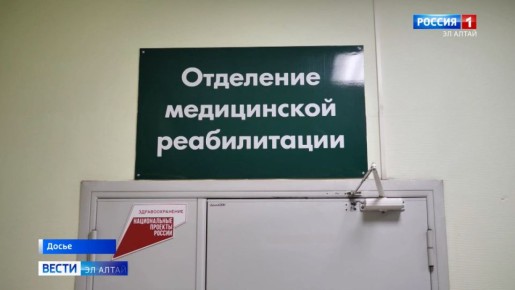 РОССИЯ 1
ЭЛ АЛТАЙ
Отделение
медицинской
реабилитации
ЗДРАВООХРАНЕНИЕ
НАЦИОНАЛЬНЫЕ
ПРОЕКТЫ
РОССИИ
Досье
ВЕСТИ ЭЛ АЛТАЙ